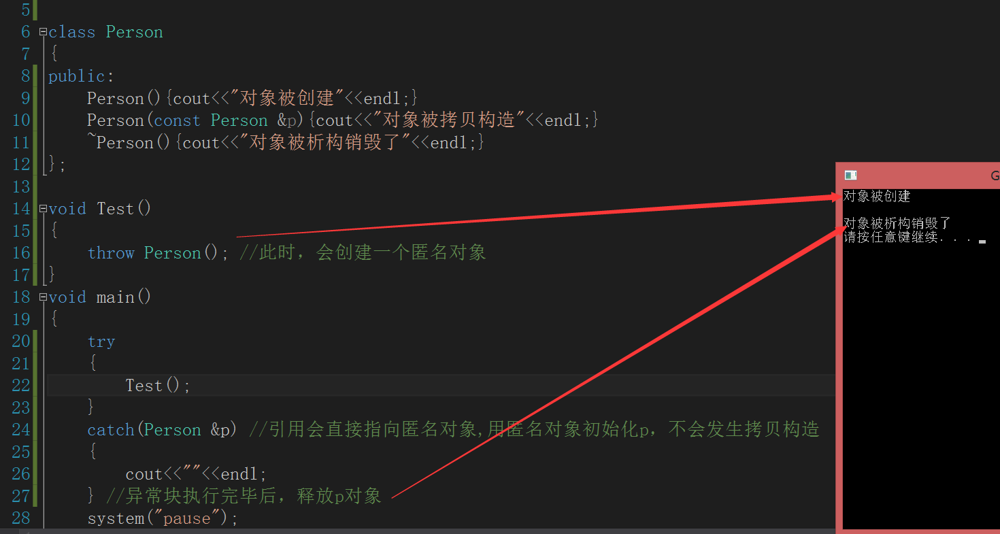 5
6 class Person
7 {
8 public:
9 Person(){cout<<"对象被创建"<<endl;}
10 Person(const Person &p){cout<<"对象被拷贝构造"<<endl;}
11 ~Person(){cout<<"对象被析构销毁了"<<endl;}
12 };
13
14 void Test()
15 {
16 throw Person(); //此时，会创建一个匿名对象
17 }
18 void main()
19 {
20 try
21 {
22 Test();
23 }
24 catch(Person &p) //引用会直接指向匿名对象,用匿名对象初始化p，不会发生拷贝构造
25 {
26 cout<<""<<endl;
27 } //异常块执行完毕后，释放p对象
28 system("pause");
G
对象被创建
对象被析构销毁了
请按任意键继续. . .